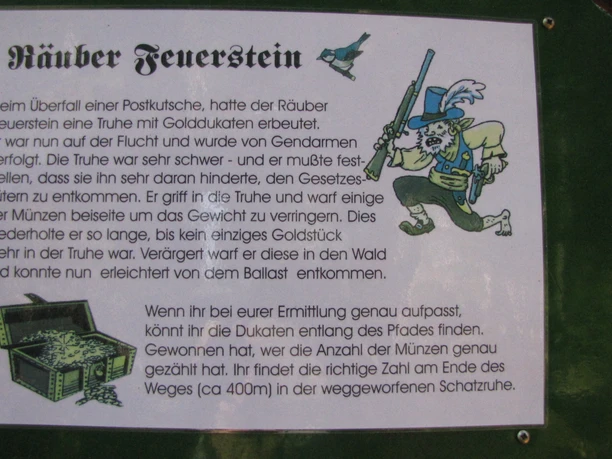 Räuber Feuerstein
eim Überfall einer Postkutsche, hatte der Räuber
euerstein eine Truhe mit Golddukaten erbeutet.
r war nun auf der Flucht und wurde von Gendarmen
erfolgt. Die Truhe war sehr schwer - und er mußte fest-
ellen, dass sie ihn sehr daran hinderte, den Gesetzes-
ütern zu entkommen. Er griff in die Truhe und warf einige
er Münzen beiseite um das Gewicht zu verringern. Dies
ederholte er so lange, bis kein einziges Goldstück
ehr in der Truhe war. Verärgert warf er diese in den Wald
d konnte nun erleichtert von dem Ballast entkommen.
Wenn ihr bei eurer Ermittlung genau aufpasst,
könnt ihr die Dukaten entlang des Pfades finden.
Gewonnen hat, wer die Anzahl der Münzen genau
gezählt hat. Ihr findet die richtige Zahl am Ende des
Weges (ca 400m) in der weggeworfenen Schatzruhe.